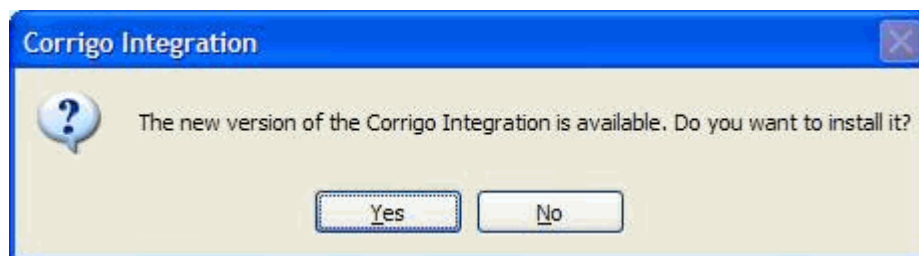 Corrigo Integration
The new version of the Corrigo Integration is available. Do you want to install it?
Yes
No